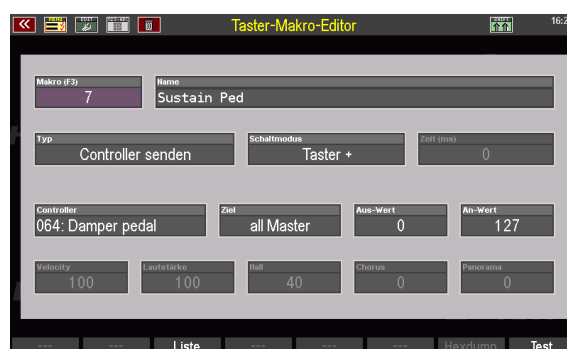 Taster-Makro-Editor
Makro (F3)
7
Name
Sustain Ped
Typ
Controller senden
Schaltmodus
Taster +
Zeit (ms)
0
Controller
064: Damper pedal
Ziel
all Master
Aus-Wert
0
An-Wert
127
Velocity
100
Lautstärke
100
Hall
40
Chorus
0
Panorama
0
--- --- Liste --- --- --- Hexdump Test